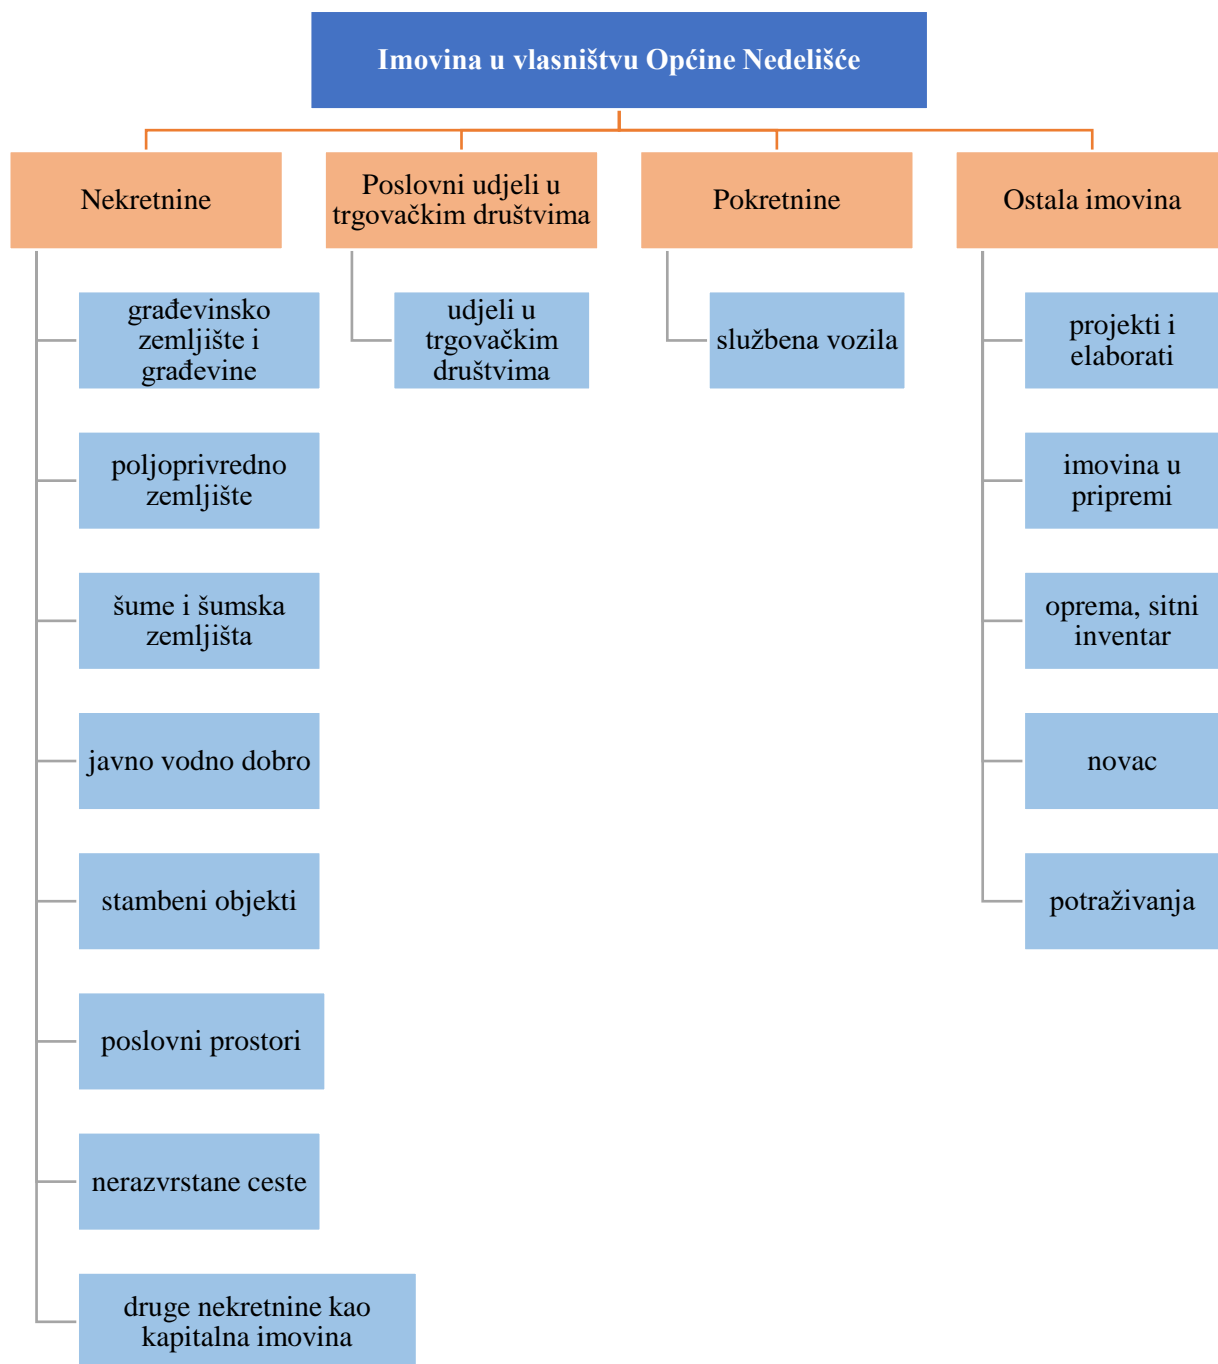 Imovina u vlasništvu Općine Nedelišće
Nekretnine
građevinsko
zemljište i
građevine
poljoprivredno
zemljište
šume i šumska
zemljišta
javno vodno dobro
stambeni objekti
poslovni prostori
nerazvrstane ceste
druge nekretnine kao
kapitalna imovina
Poslovni udjeli u
trgovačkim društvima
udjeli u
trgovačkim
društvima
Pokretnine
službena vozila
Ostala imovina
projekti i
elaborati
imovina u
pripremi
oprema, sitni
inventar
novac
potraživanja